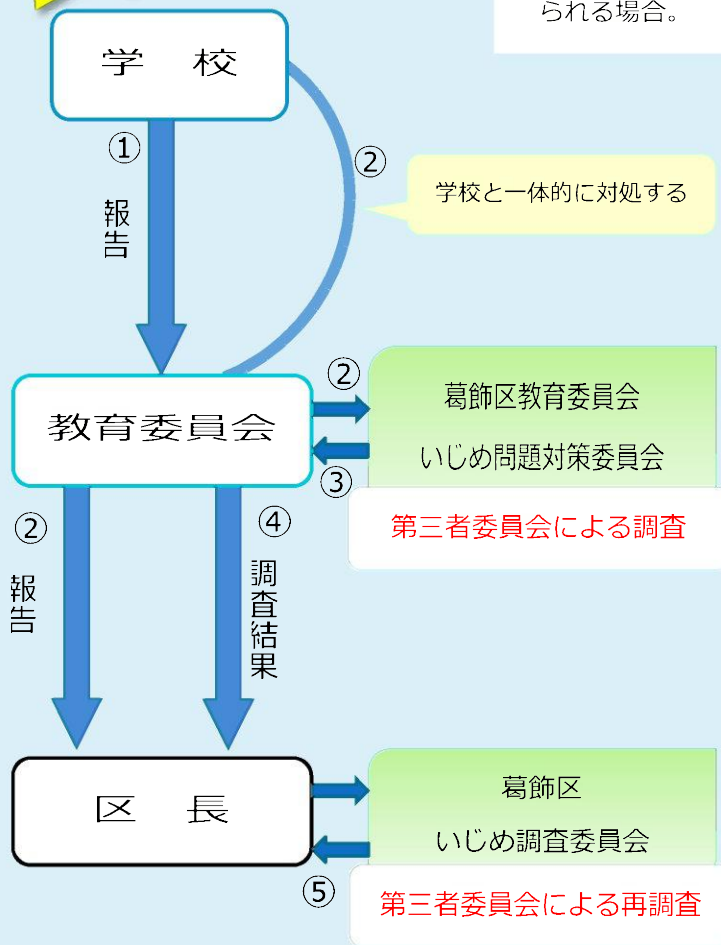 られる場合。
学　校
①
②
報告
学校と一体的に対処する
②
葛飾区教育委員会
教育委員会
いじめ問題対策委員会
③
第三者委員会による調査
②
④
報告
調査結果
区　長
葛飾区
いじめ調査委員会
⑤
第三者委員会による再調査